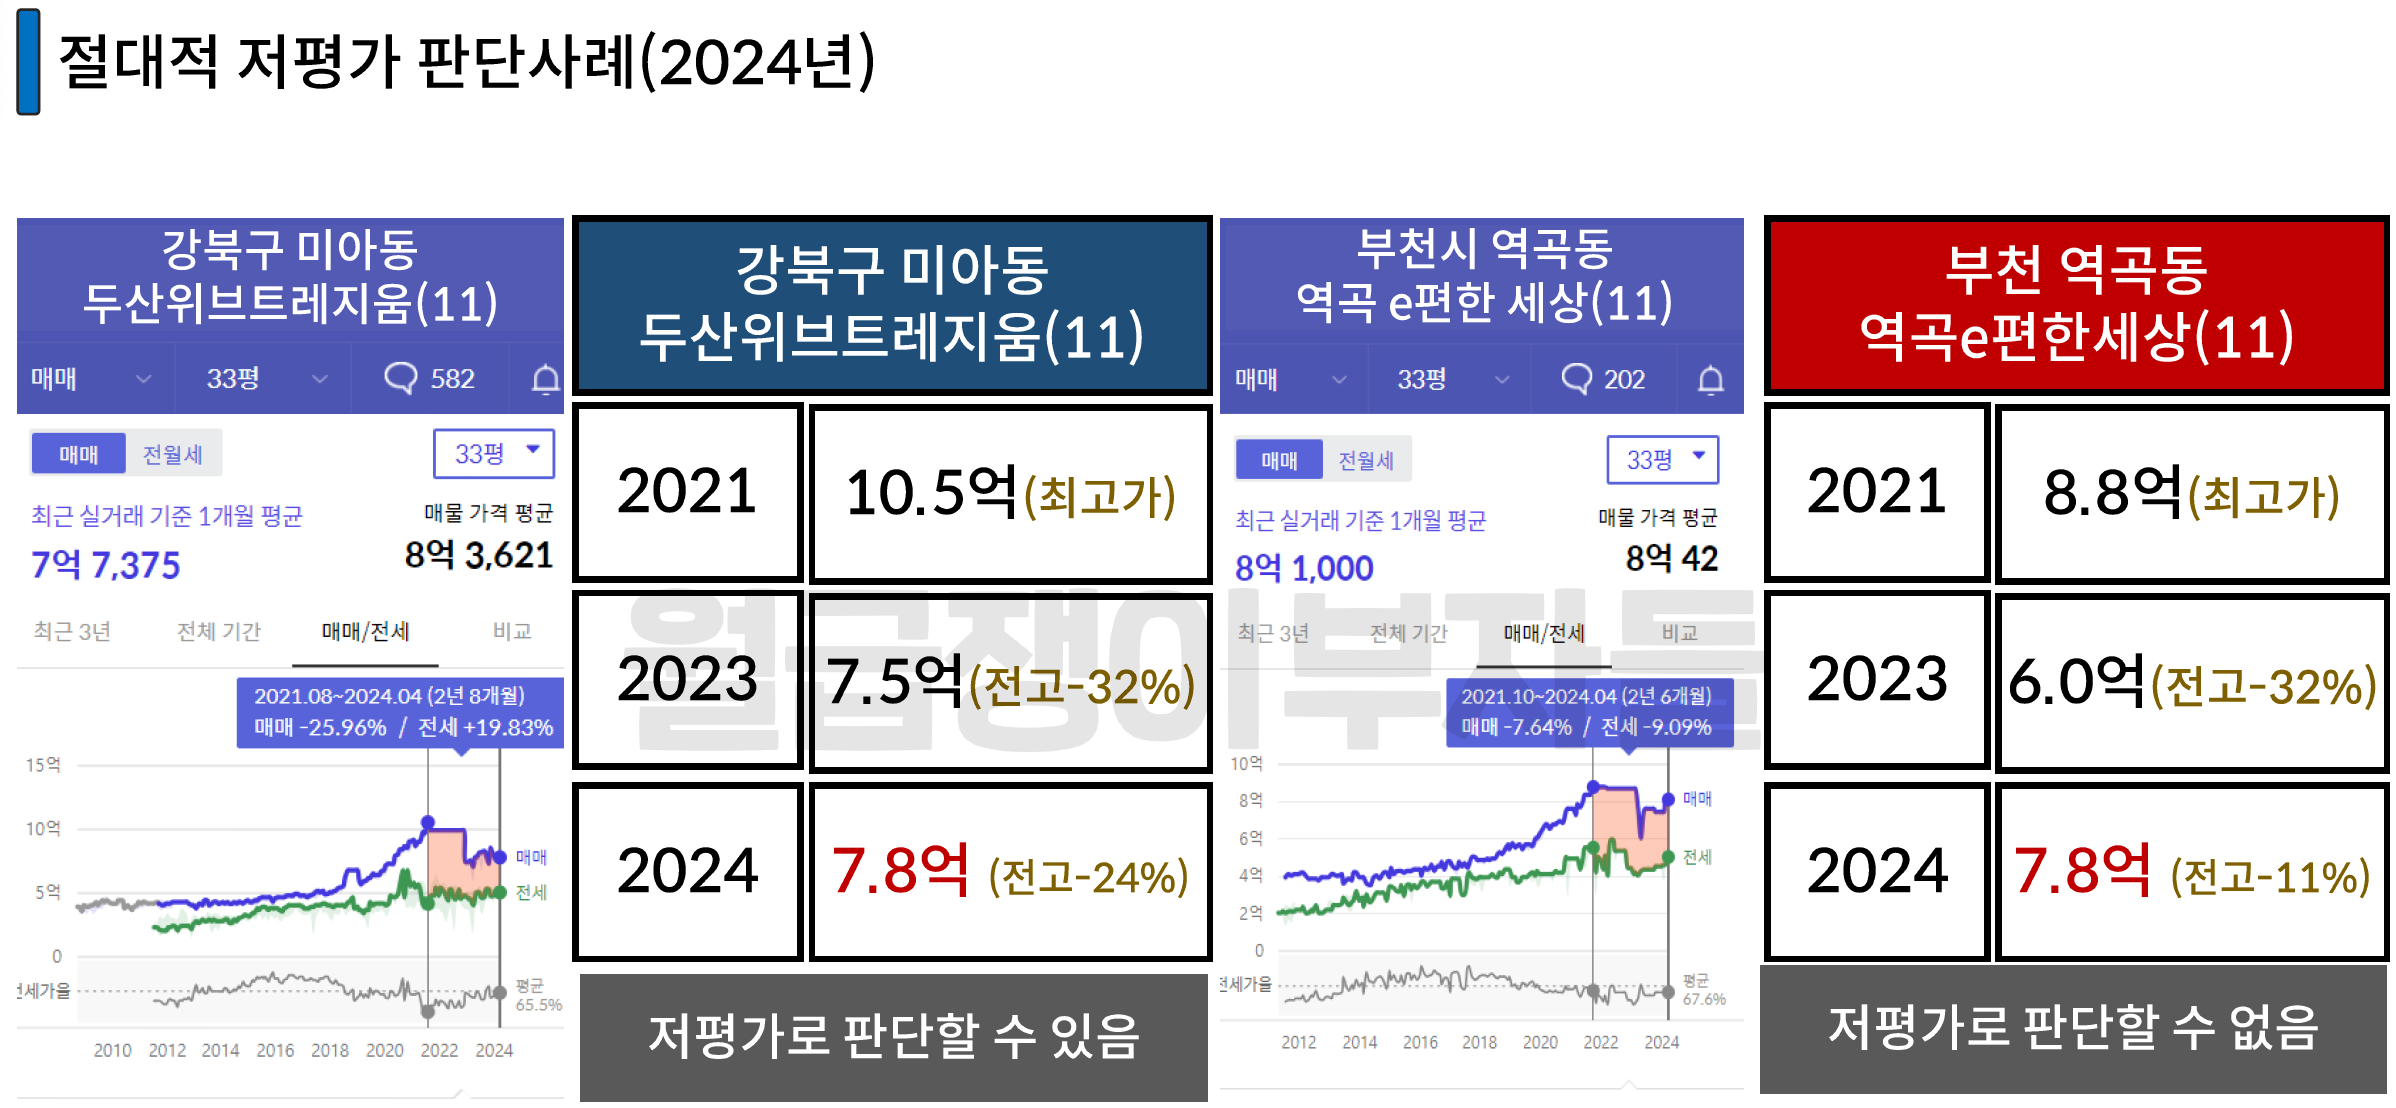 절대적 저평가 판단사례(2024년)
강북구 미아동
두산위브트레지움(11)
매매 33평 582
매매 전월세 33평
최근 실거래 기준 1개월 평균 매물 가격 평균
7억 7,375 8억 3,621
최근 3년 전체 기간 매매/전세 비교
2021.08~2024.04 (2년 8개월)
매매 -25.96% / 전세 +19.83%
15억
10억
매매
5억
전세
0
전세가율
평균
65.5%
2010 2012 2014 2016 2018 2020 2022 2024
강북구 미아동
두산위브트레지움(11)
2021 10.5억(최고가)
2023 7.5억(전고-32%)
2024 7.8억 (전고-24%)
저평가로 판단할 수 있음
부천시 역곡동
역곡 e편한 세상(11)
매매 33평 202
매매 전월세 33평
최근 실거래 기준 1개월 평균 매물 가격 평균
8억 1,000 8억 42
최근 3년 전체 기간 매매/전세 비교
2021.10~2024.04 (2년 6개월)
매매 -7.64% / 전세 -9.09%
10억
8억
매매
6억
전세
4억
2억
0
전세가율
평균
67.6%
2012 2014 2016 2018 2020 2022 2024
부천 역곡동
역곡e편한세상(11)
2021 8.8억(최고가)
2023 6.0억(전고-32%)
2024 7.8억 (전고-11%)
저평가로 판단할 수 없음
월급쟁이부자들